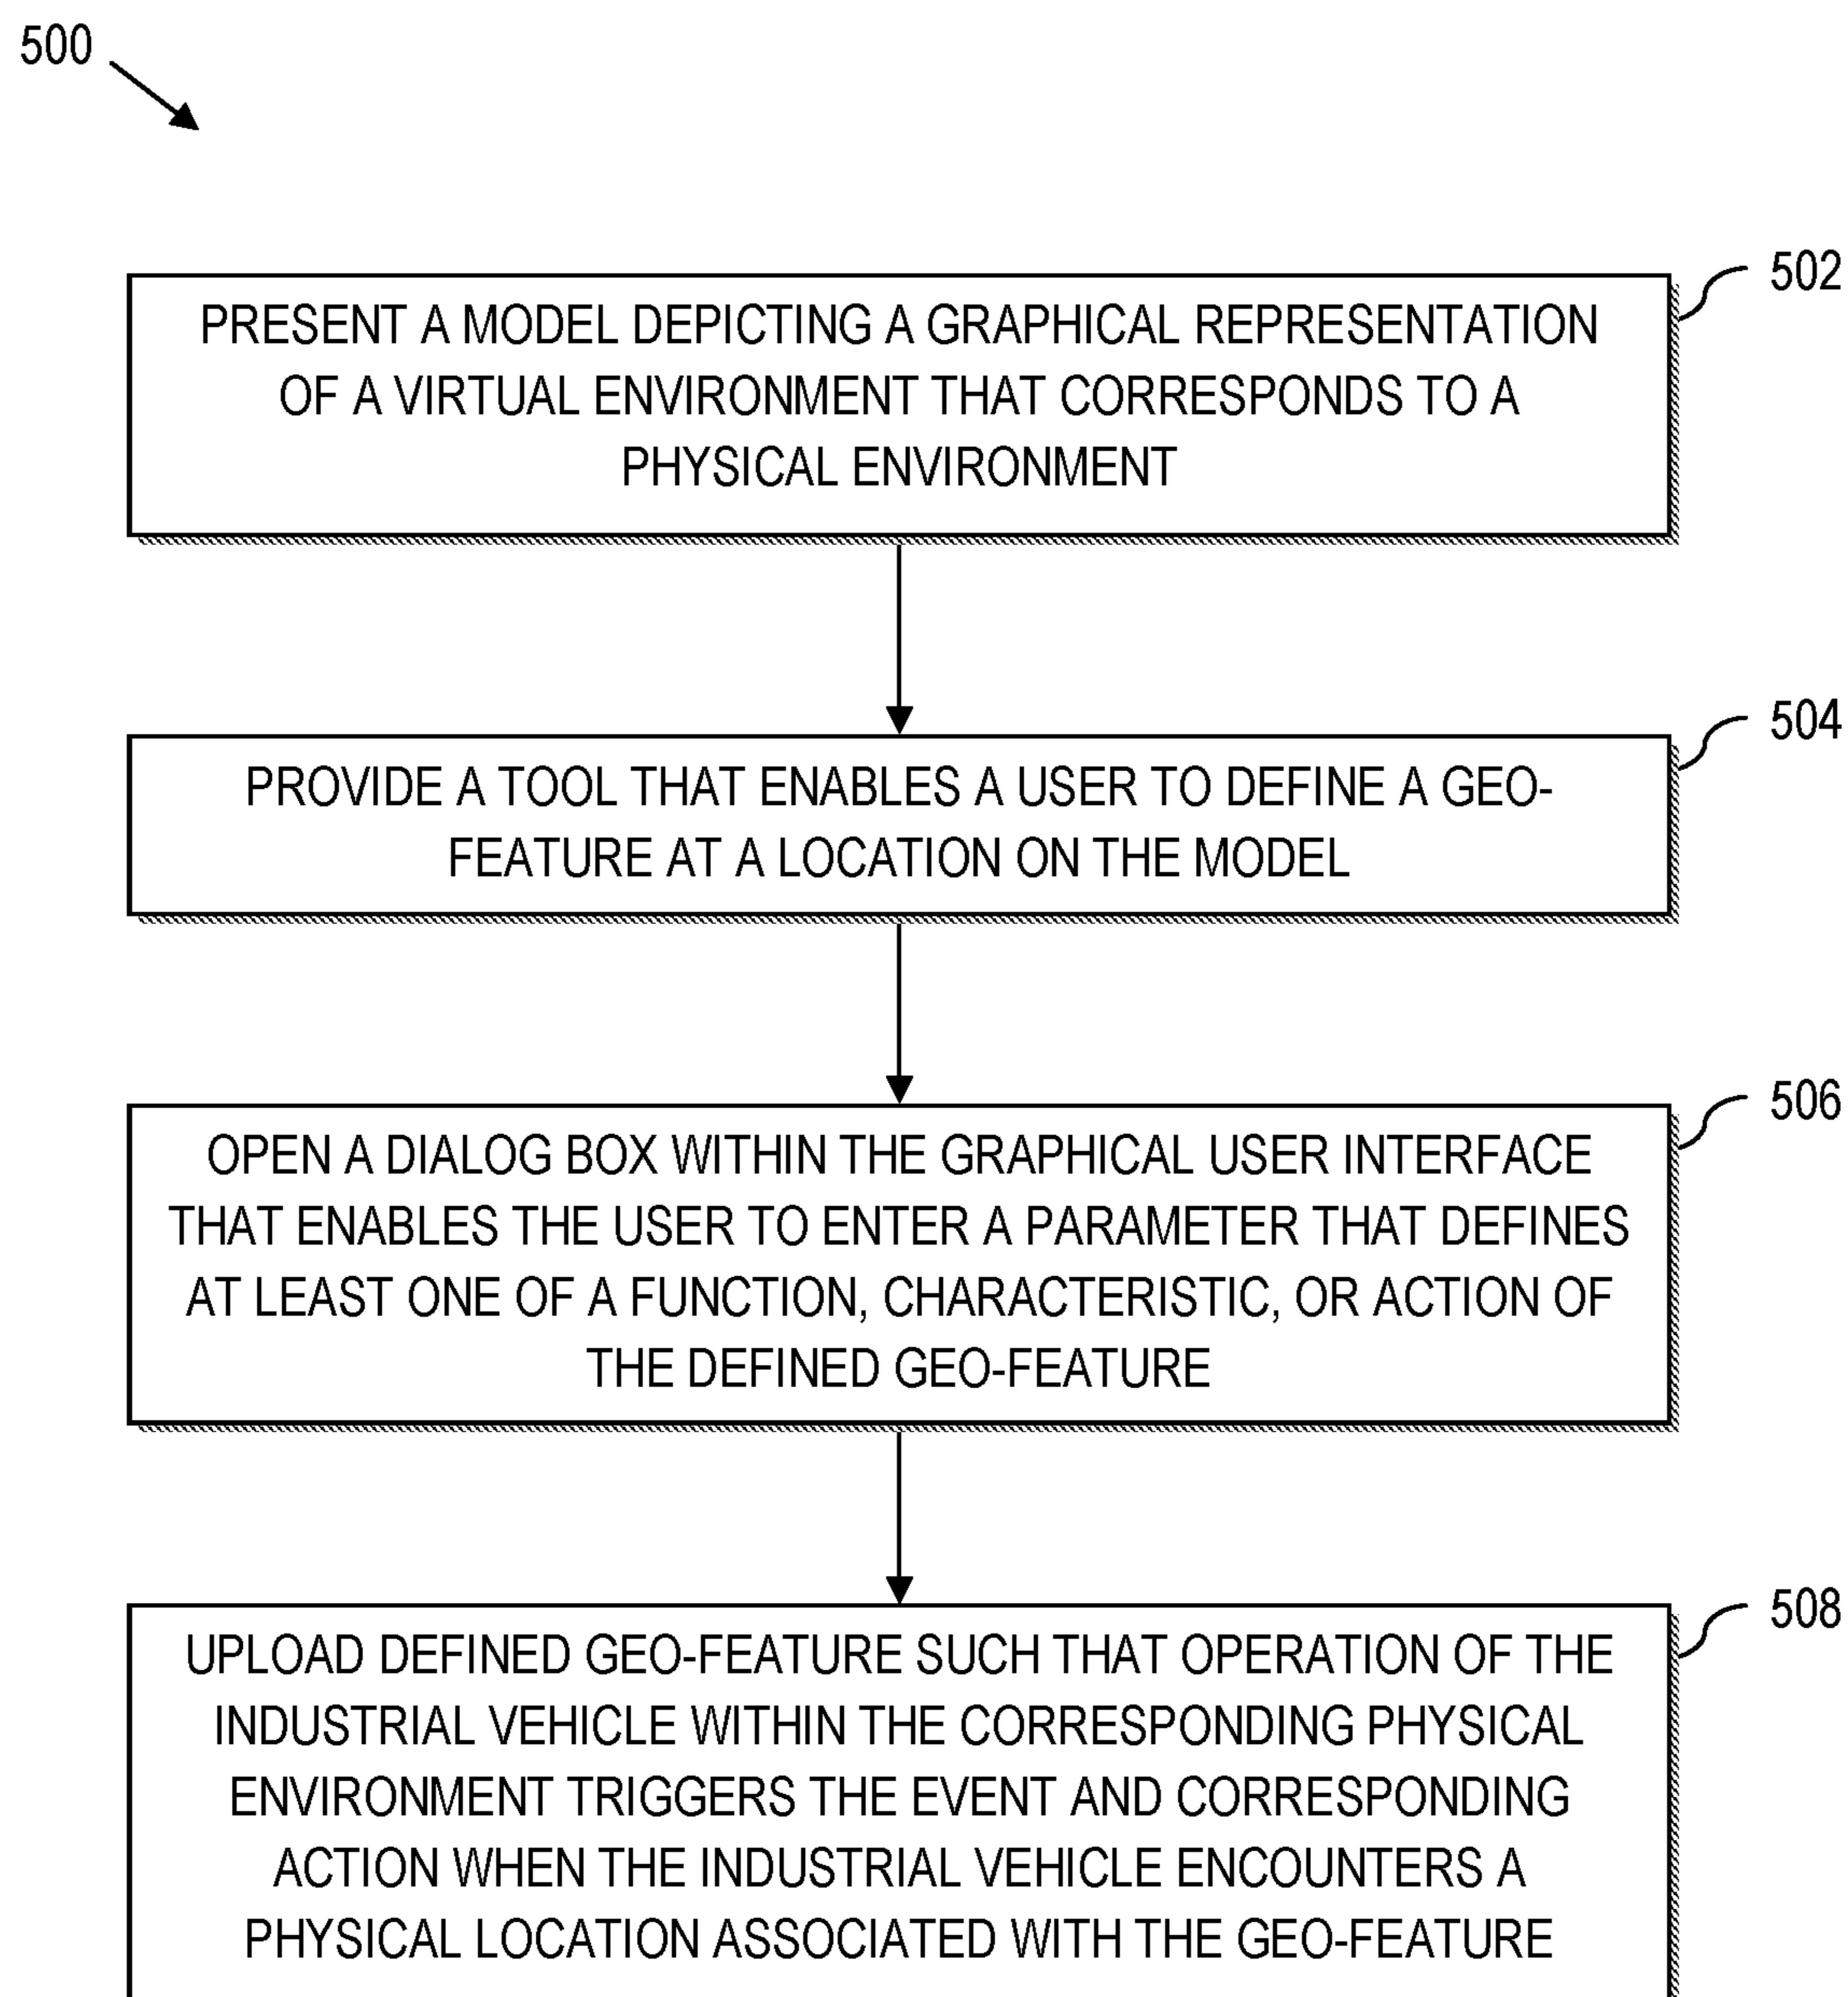 500
502
PRESENT A MODEL DEPICTING A GRAPHICAL REPRESENTATION
OF A VIRTUAL ENVIRONMENT THAT CORRESPONDS TO A
PHYSICAL ENVIRONMENT
504
PROVIDE A TOOL THAT ENABLES A USER TO DEFINE A GEO-
FEATURE AT A LOCATION ON THE MODEL
506
OPEN A DIALOG BOX WITHIN THE GRAPHICAL USER INTERFACE
THAT ENABLES THE USER TO ENTER A PARAMETER THAT DEFINES
AT LEAST ONE OF A FUNCTION, CHARACTERISTIC, OR ACTION OF
THE DEFINED GEO-FEATURE
508
UPLOAD DEFINED GEO-FEATURE SUCH THAT OPERATION OF THE
INDUSTRIAL VEHICLE WITHIN THE CORRESPONDING PHYSICAL
ENVIRONMENT TRIGGERS THE EVENT AND CORRESPONDING
ACTION WHEN THE INDUSTRIAL VEHICLE ENCOUNTERS A
PHYSICAL LOCATION ASSOCIATED WITH THE GEO-FEATURE